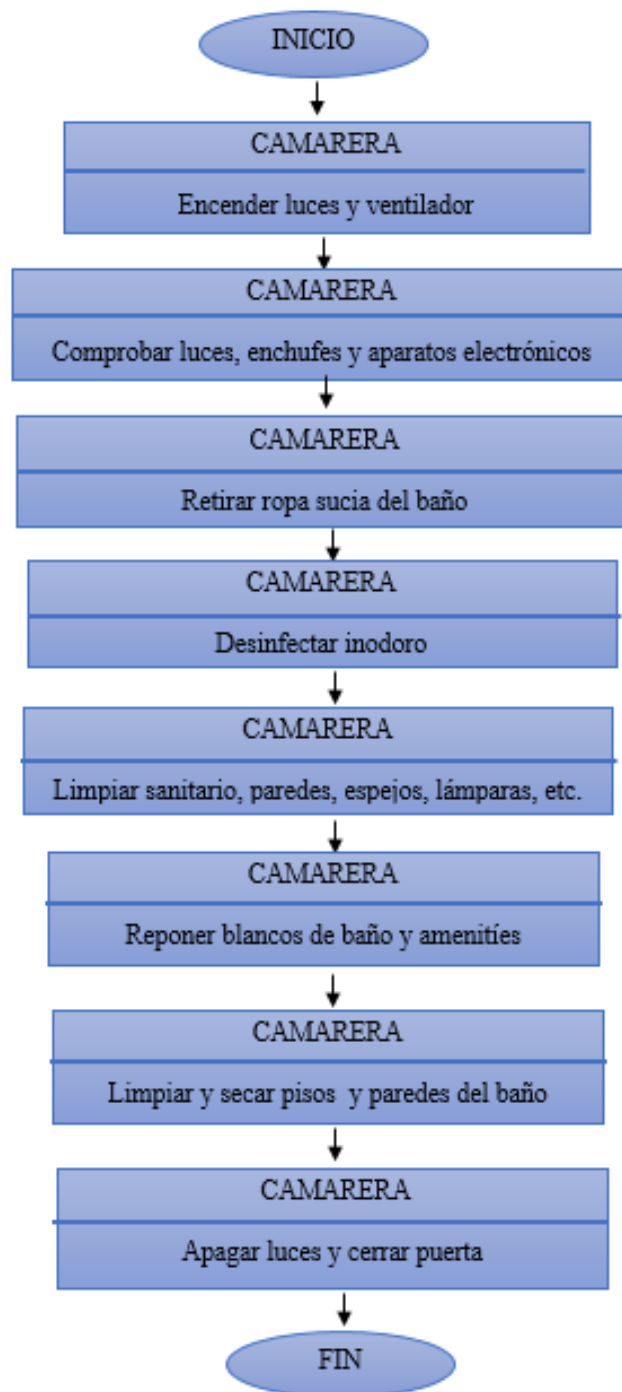 INICIO
CAMARERA
Encender luces y ventilador
CAMARERA
Comprobar luces, enchufes y aparatos electrónicos
CAMARERA
Retirar ropa sucia del baño
CAMARERA
Desinfectar inodoro
CAMARERA
Limpiar sanitario, paredes, espejos, lámparas, etc.
CAMARERA
Reponer blancos de baño y amenitíes
CAMARERA
Limpiar y secar pisos y paredes del baño
CAMARERA
Apagar luces y cerrar puerta
FIN